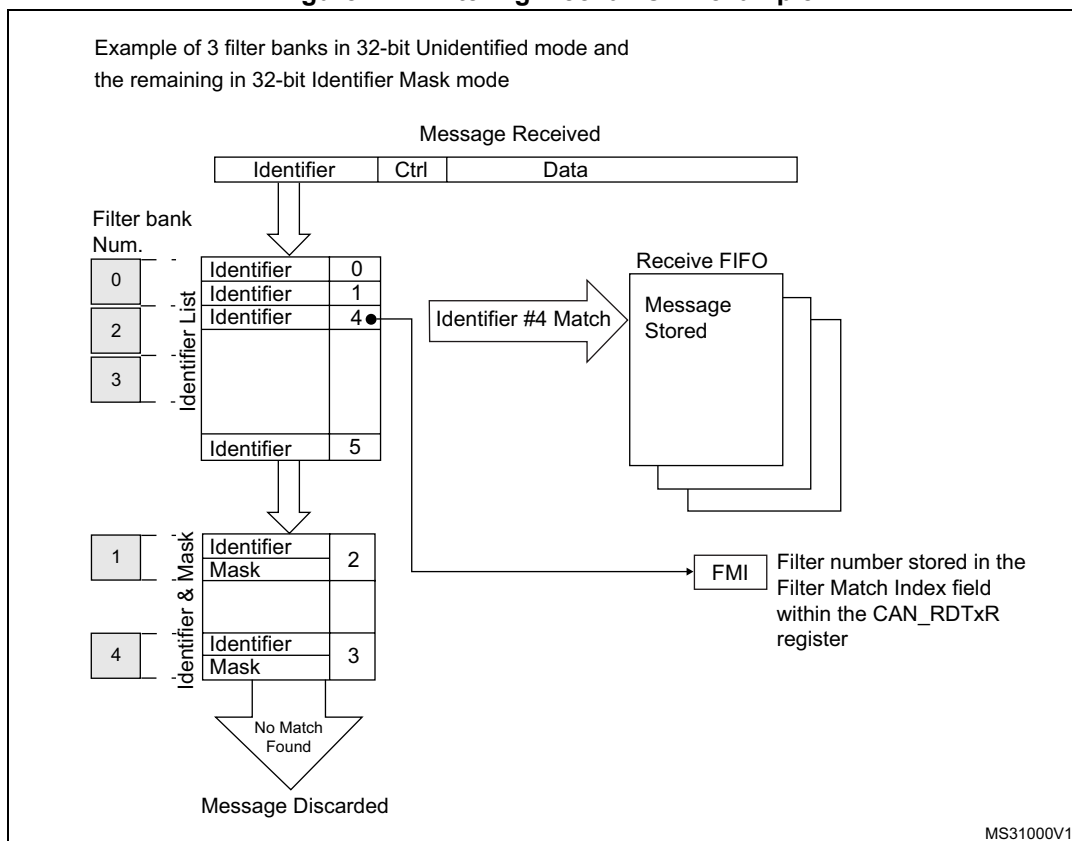 Example of 3 filter banks in 32-bit Unidentified mode and
the remaining in 32-bit Identifier Mask mode
Message Received
Identifier Ctrl Data
Filter bank
Num.
0
2
3
Identifier List
Identifier 0
Identifier 1
Identifier 4
Identifier 5
Identifier #4 Match
Receive FIFO
Message
Stored
1
4
Identifier & Mask
Identifier
Mask
2
Identifier
Mask
3
FMI
Filter number stored in the
Filter Match Index field
within the CAN_RDTxR
register
No Match
Found
Message Discarded
MS31000V1